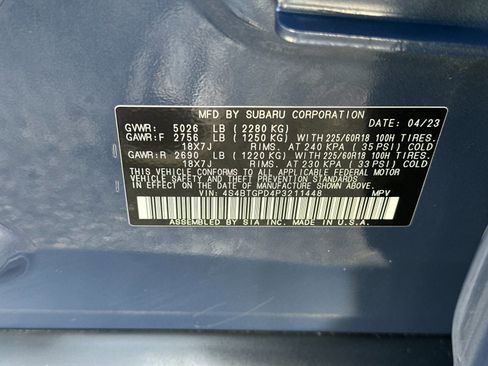 MFD BY SUBARU CORPORATION
DATE: 04/23
GVWR: 5026 LB (2280 KG)
GAWR:F 2756 LB (1250 KG) WITH 225/60R18 100H TIRES.
18X7J RIMS. AT 240 KPA (35 PSI) COLD
GAWR:R 2690 LB (1220 KG) WITH 225/60R18 100H TIRES.
18X7J RIMS. AT 230 KPA (33 PSI) COLD
THIS VEHICLE CONFORMS TO ALL APPLICABLE FEDERAL MOTOR
VEHICLE SAFETY, BUMPER, AND THEFT PREVENTION STANDARDS
IN EFFECT ON THE DATE OF MANUFACTURE SHOWN ABOVE.
VIN: 4S4BTGPD4P3211448 MPV
ASSEMBLED BY SIA INC. MADE IN U.S.A.